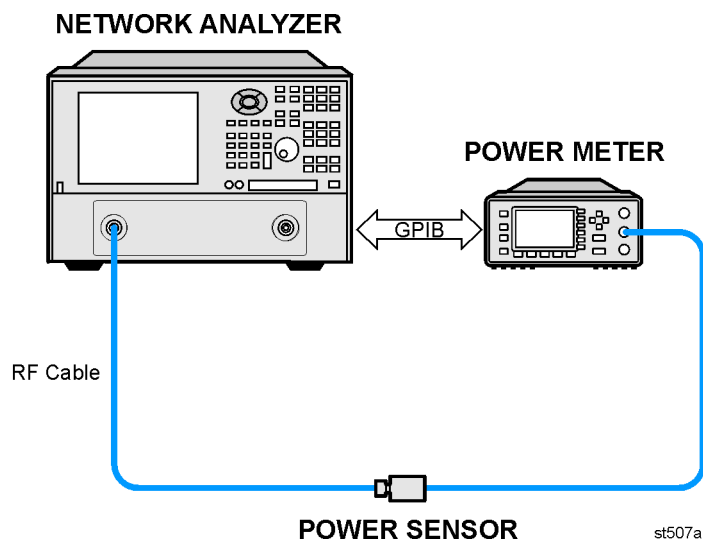 NETWORK ANALYZER
POWER METER
GPIB
RF Cable
POWER SENSOR
st507a